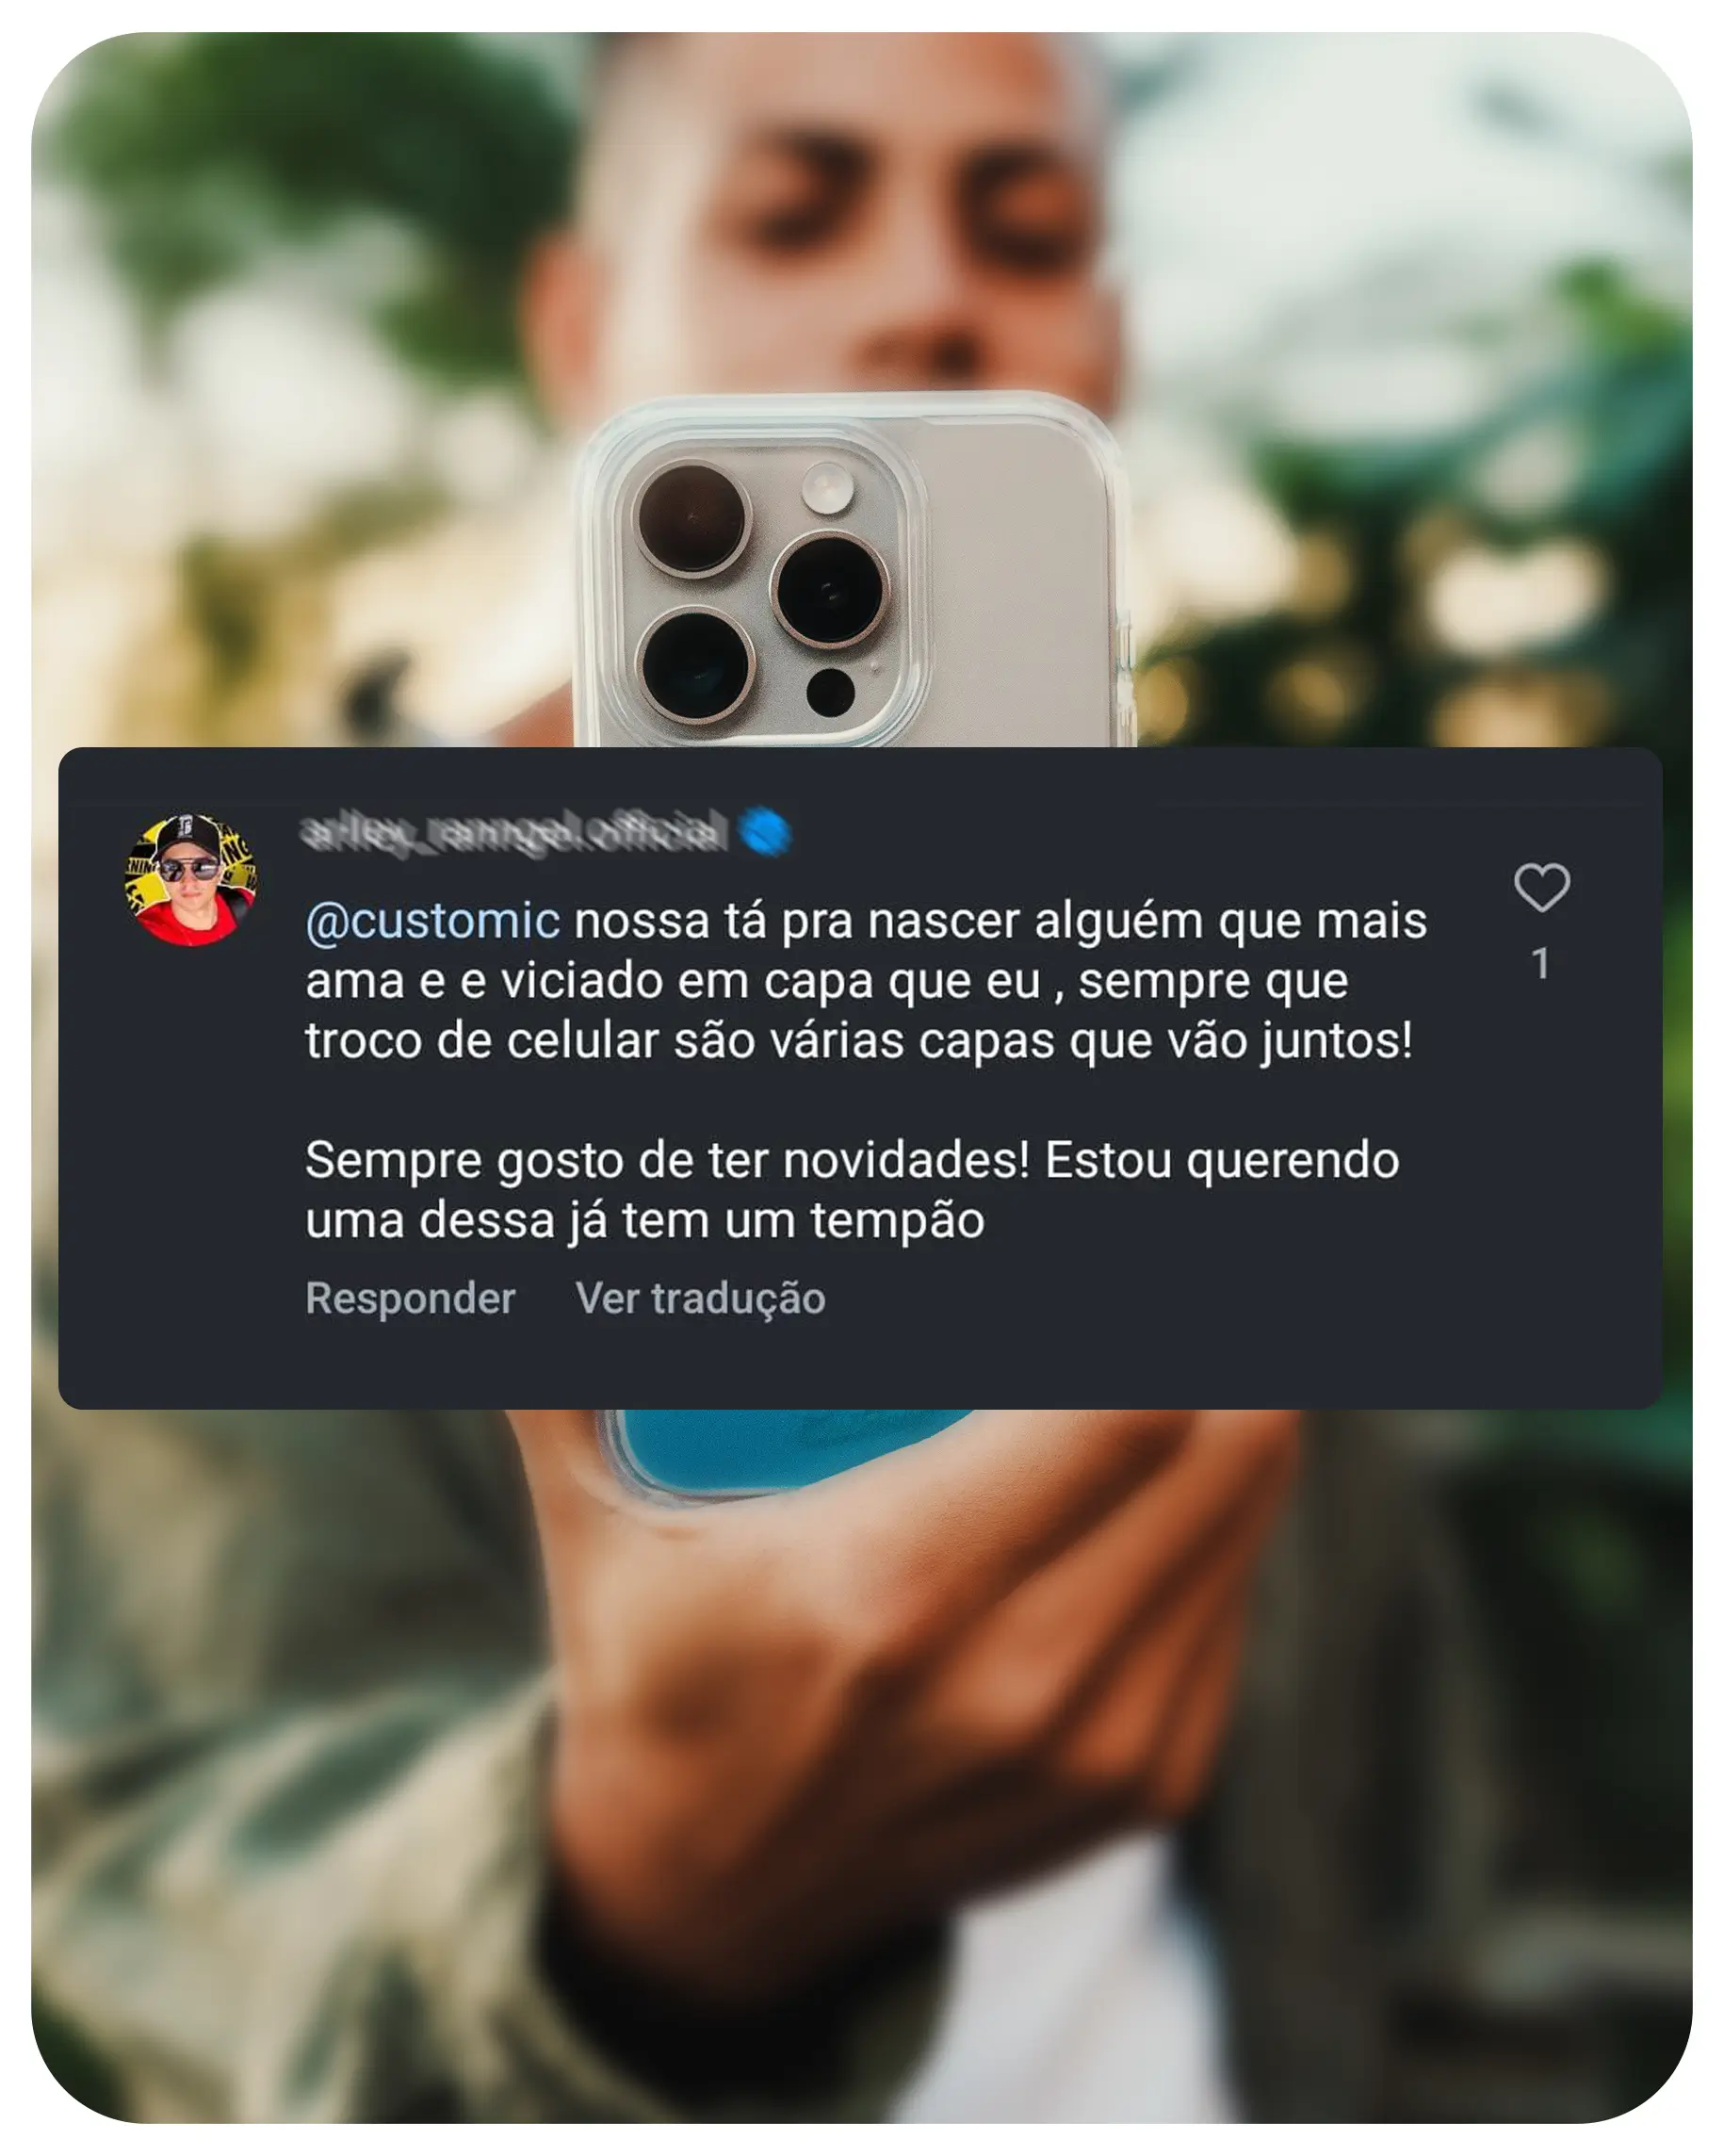 @customic nossa tá pra nascer alguém que mais
ama e e viciado em capa que eu , sempre que
troco de celular são várias capas que vão juntos!
Sempre gosto de ter novidades! Estou querendo
uma dessa já tem um tempão
Responder Ver tradução
1